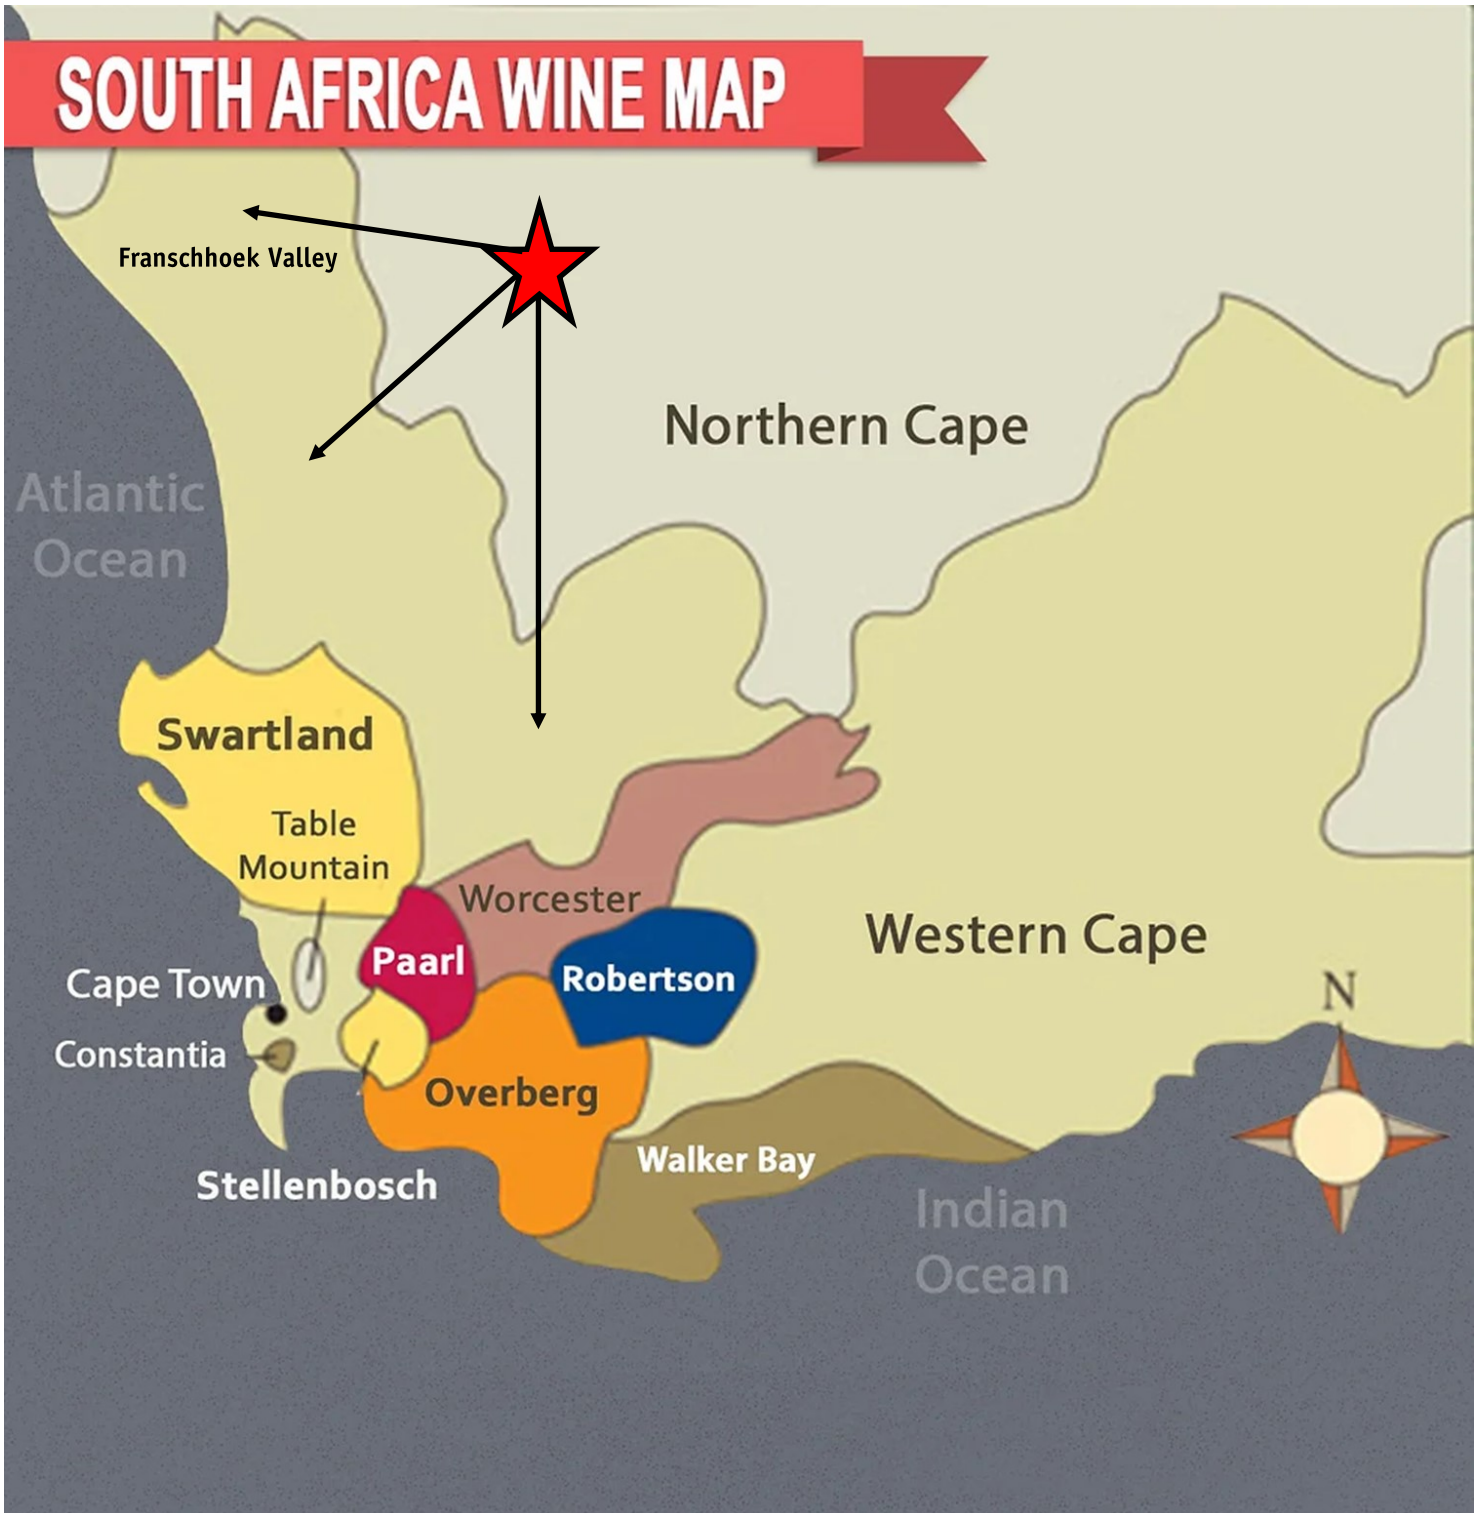 SOUTH AFRICA WINE MAP
Franschhoek Valley
Northern Cape
Atlantic
Ocean
Swartland
Table
Mountain
Worcester
Western Cape
Paarl
Robertson
Cape Town
N
Constantia
Overberg
Walker Bay
Stellenbosch
Indian
Ocean